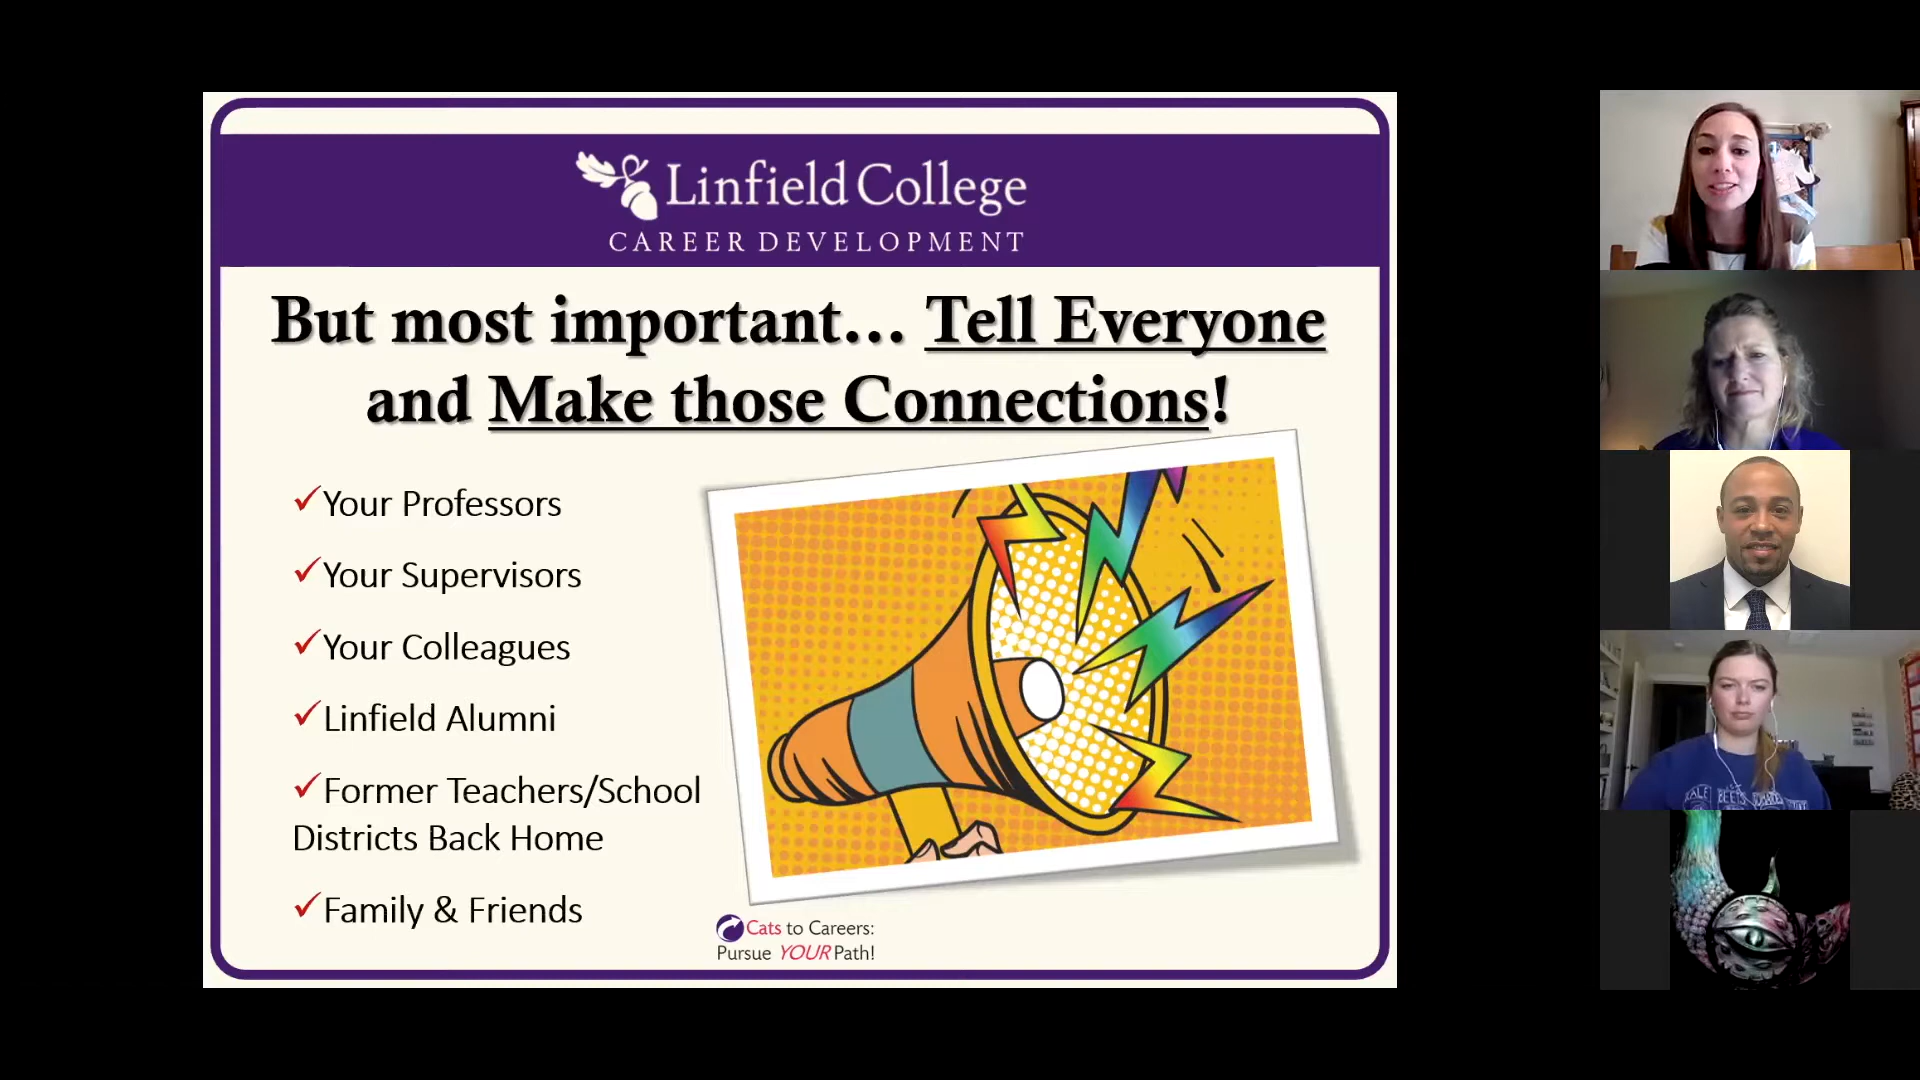 Linfield College
CAREER DEVELOPMENT
But most important... Tell Everyone
and Make those Connections!
✓Your Professors
✓Your Supervisors
✓Your Colleagues
✓Linfield Alumni
✓Former Teachers/School
Districts Back Home
✓Family & Friends
Cats to Careers:
Pursue YOUR Path!